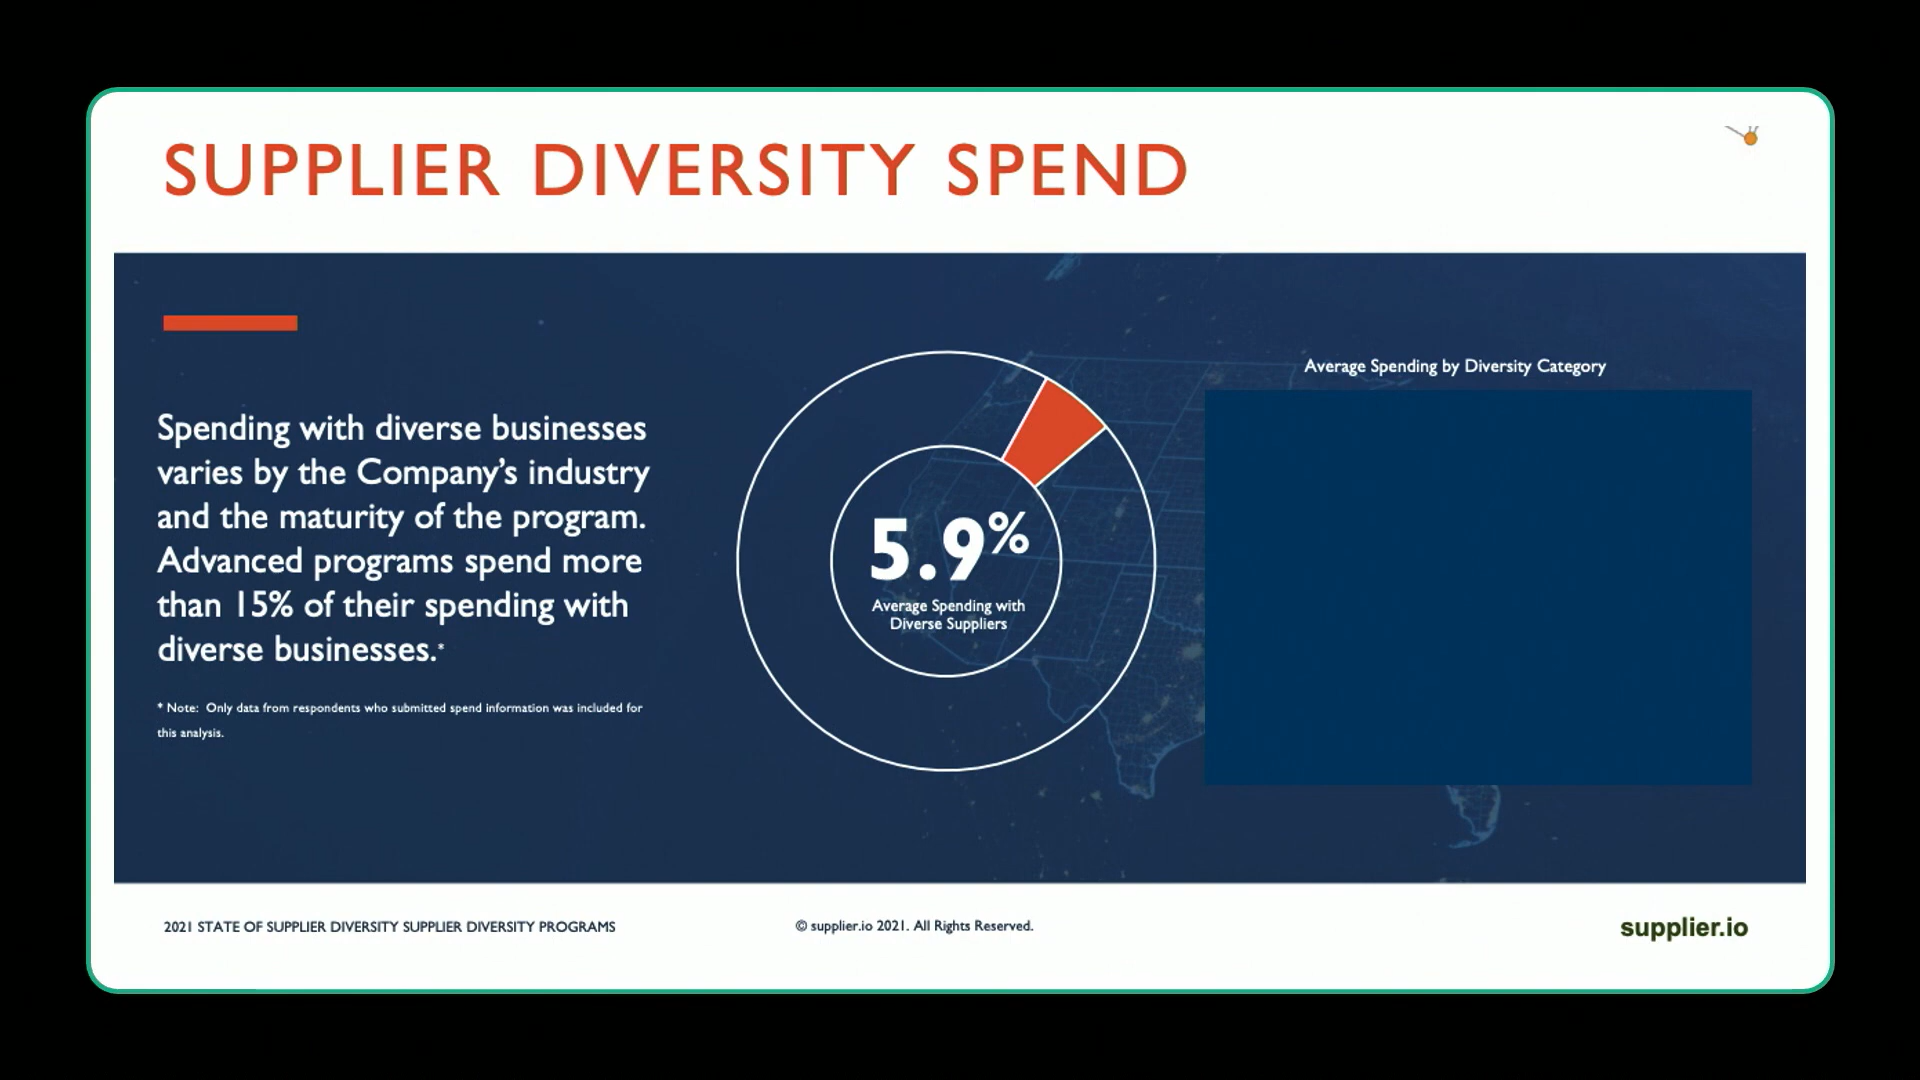 SUPPLIER DIVERSITY SPEND
Spending with diverse businesses
varies by the Company’s industry
and the maturity of the program.
Advanced programs spend more
than 15% of their spending with
diverse businesses.*
* Note: Only data from respondents who submitted spend information was included for
this analysis.
5.9%
Average Spending with
Diverse Suppliers
Average Spending by Diversity Category
2021 STATE OF SUPPLIER DIVERSITY SUPPLIER DIVERSITY PROGRAMS
© supplier.io 2021. All Rights Reserved.
supplier.io